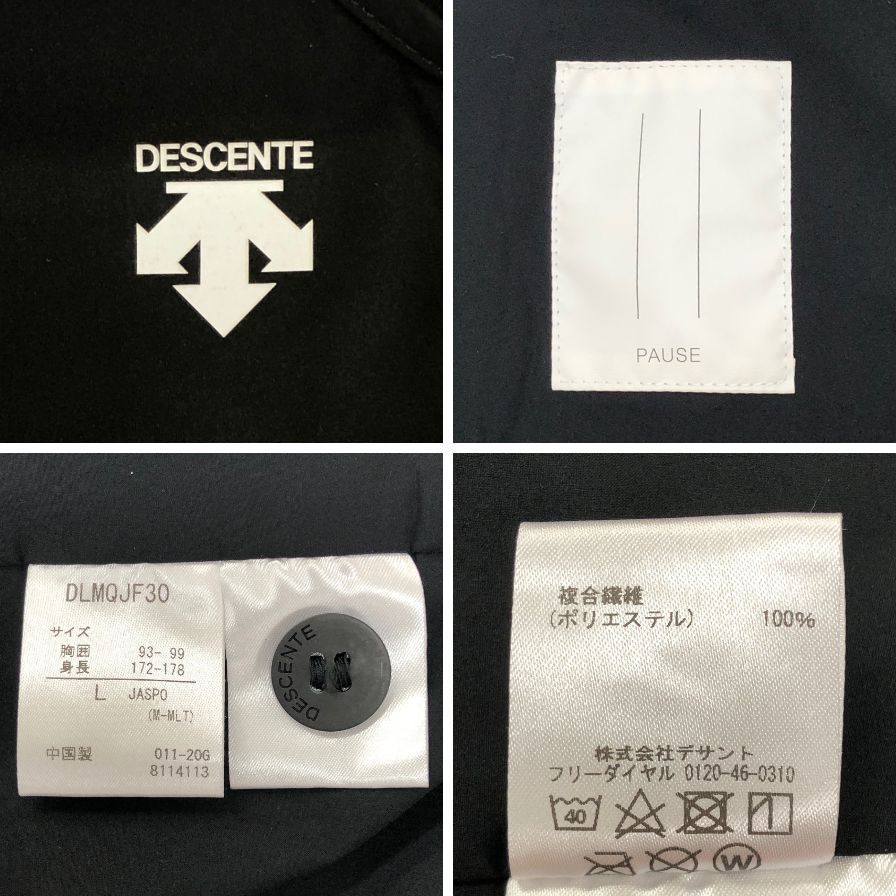 DESCENTE
PAUSE
DLMQJF30
サイズ
胸囲 93- 99
身長 172-178
L JASPO
(M-MLT)
中国製 011-20G
8114113
DESCENTE
複合繊維
(ポリエステル) 100%
株式会社デサント
フリーダイヤル 0120-46-0310
40
W